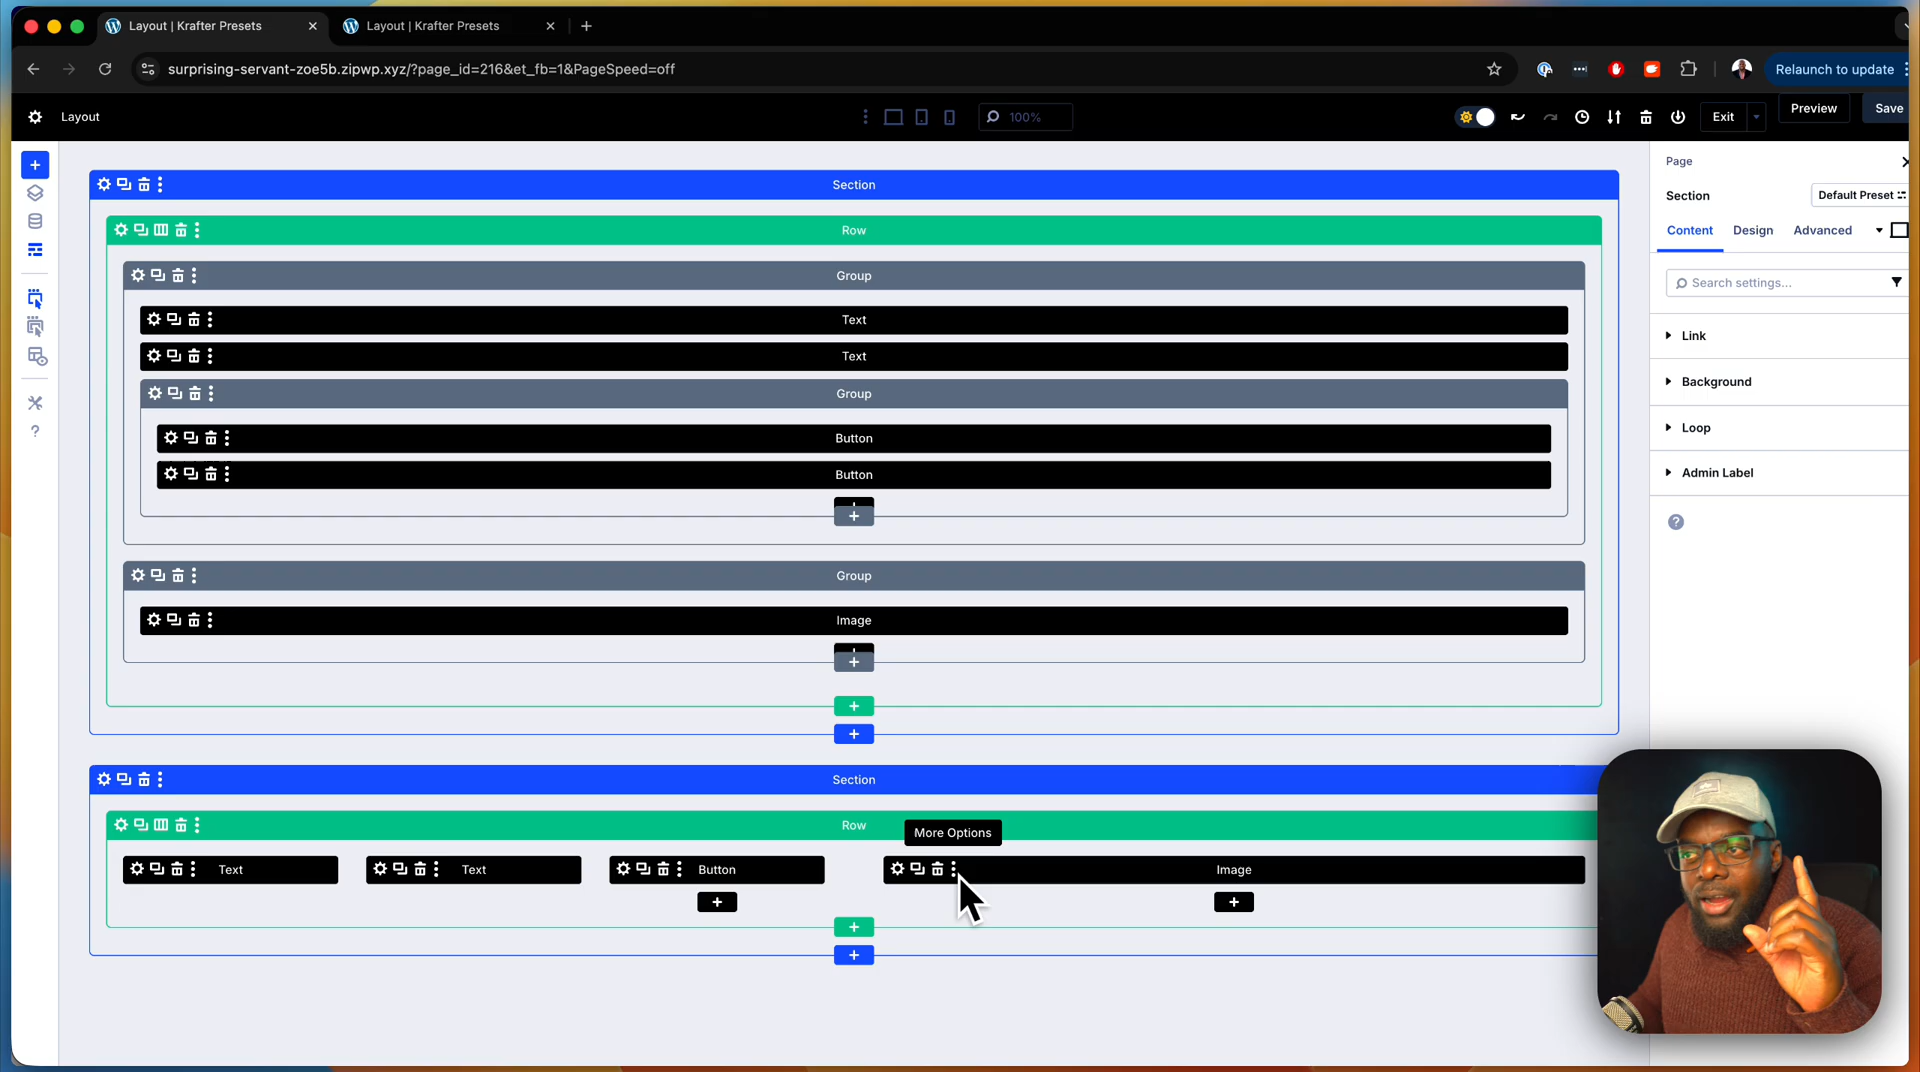 Layout | Krafter Presets
Layout | Krafter Presets
surprising-servant-zoe5b.zipwp.xyz/?page_id=216&et_fb=1&PageSpeed=off
Relaunch to update
Layout
100%
Exit
Preview
Save
Page
Section
Default Preset
Content
Design
Advanced
Search settings...
Link
Background
Loop
Admin Label
?
?
Section
Row
Group
Text
Text
Group
Button
Button
Group
Image
Section
Row
More Options
Text
Text
Button
Image